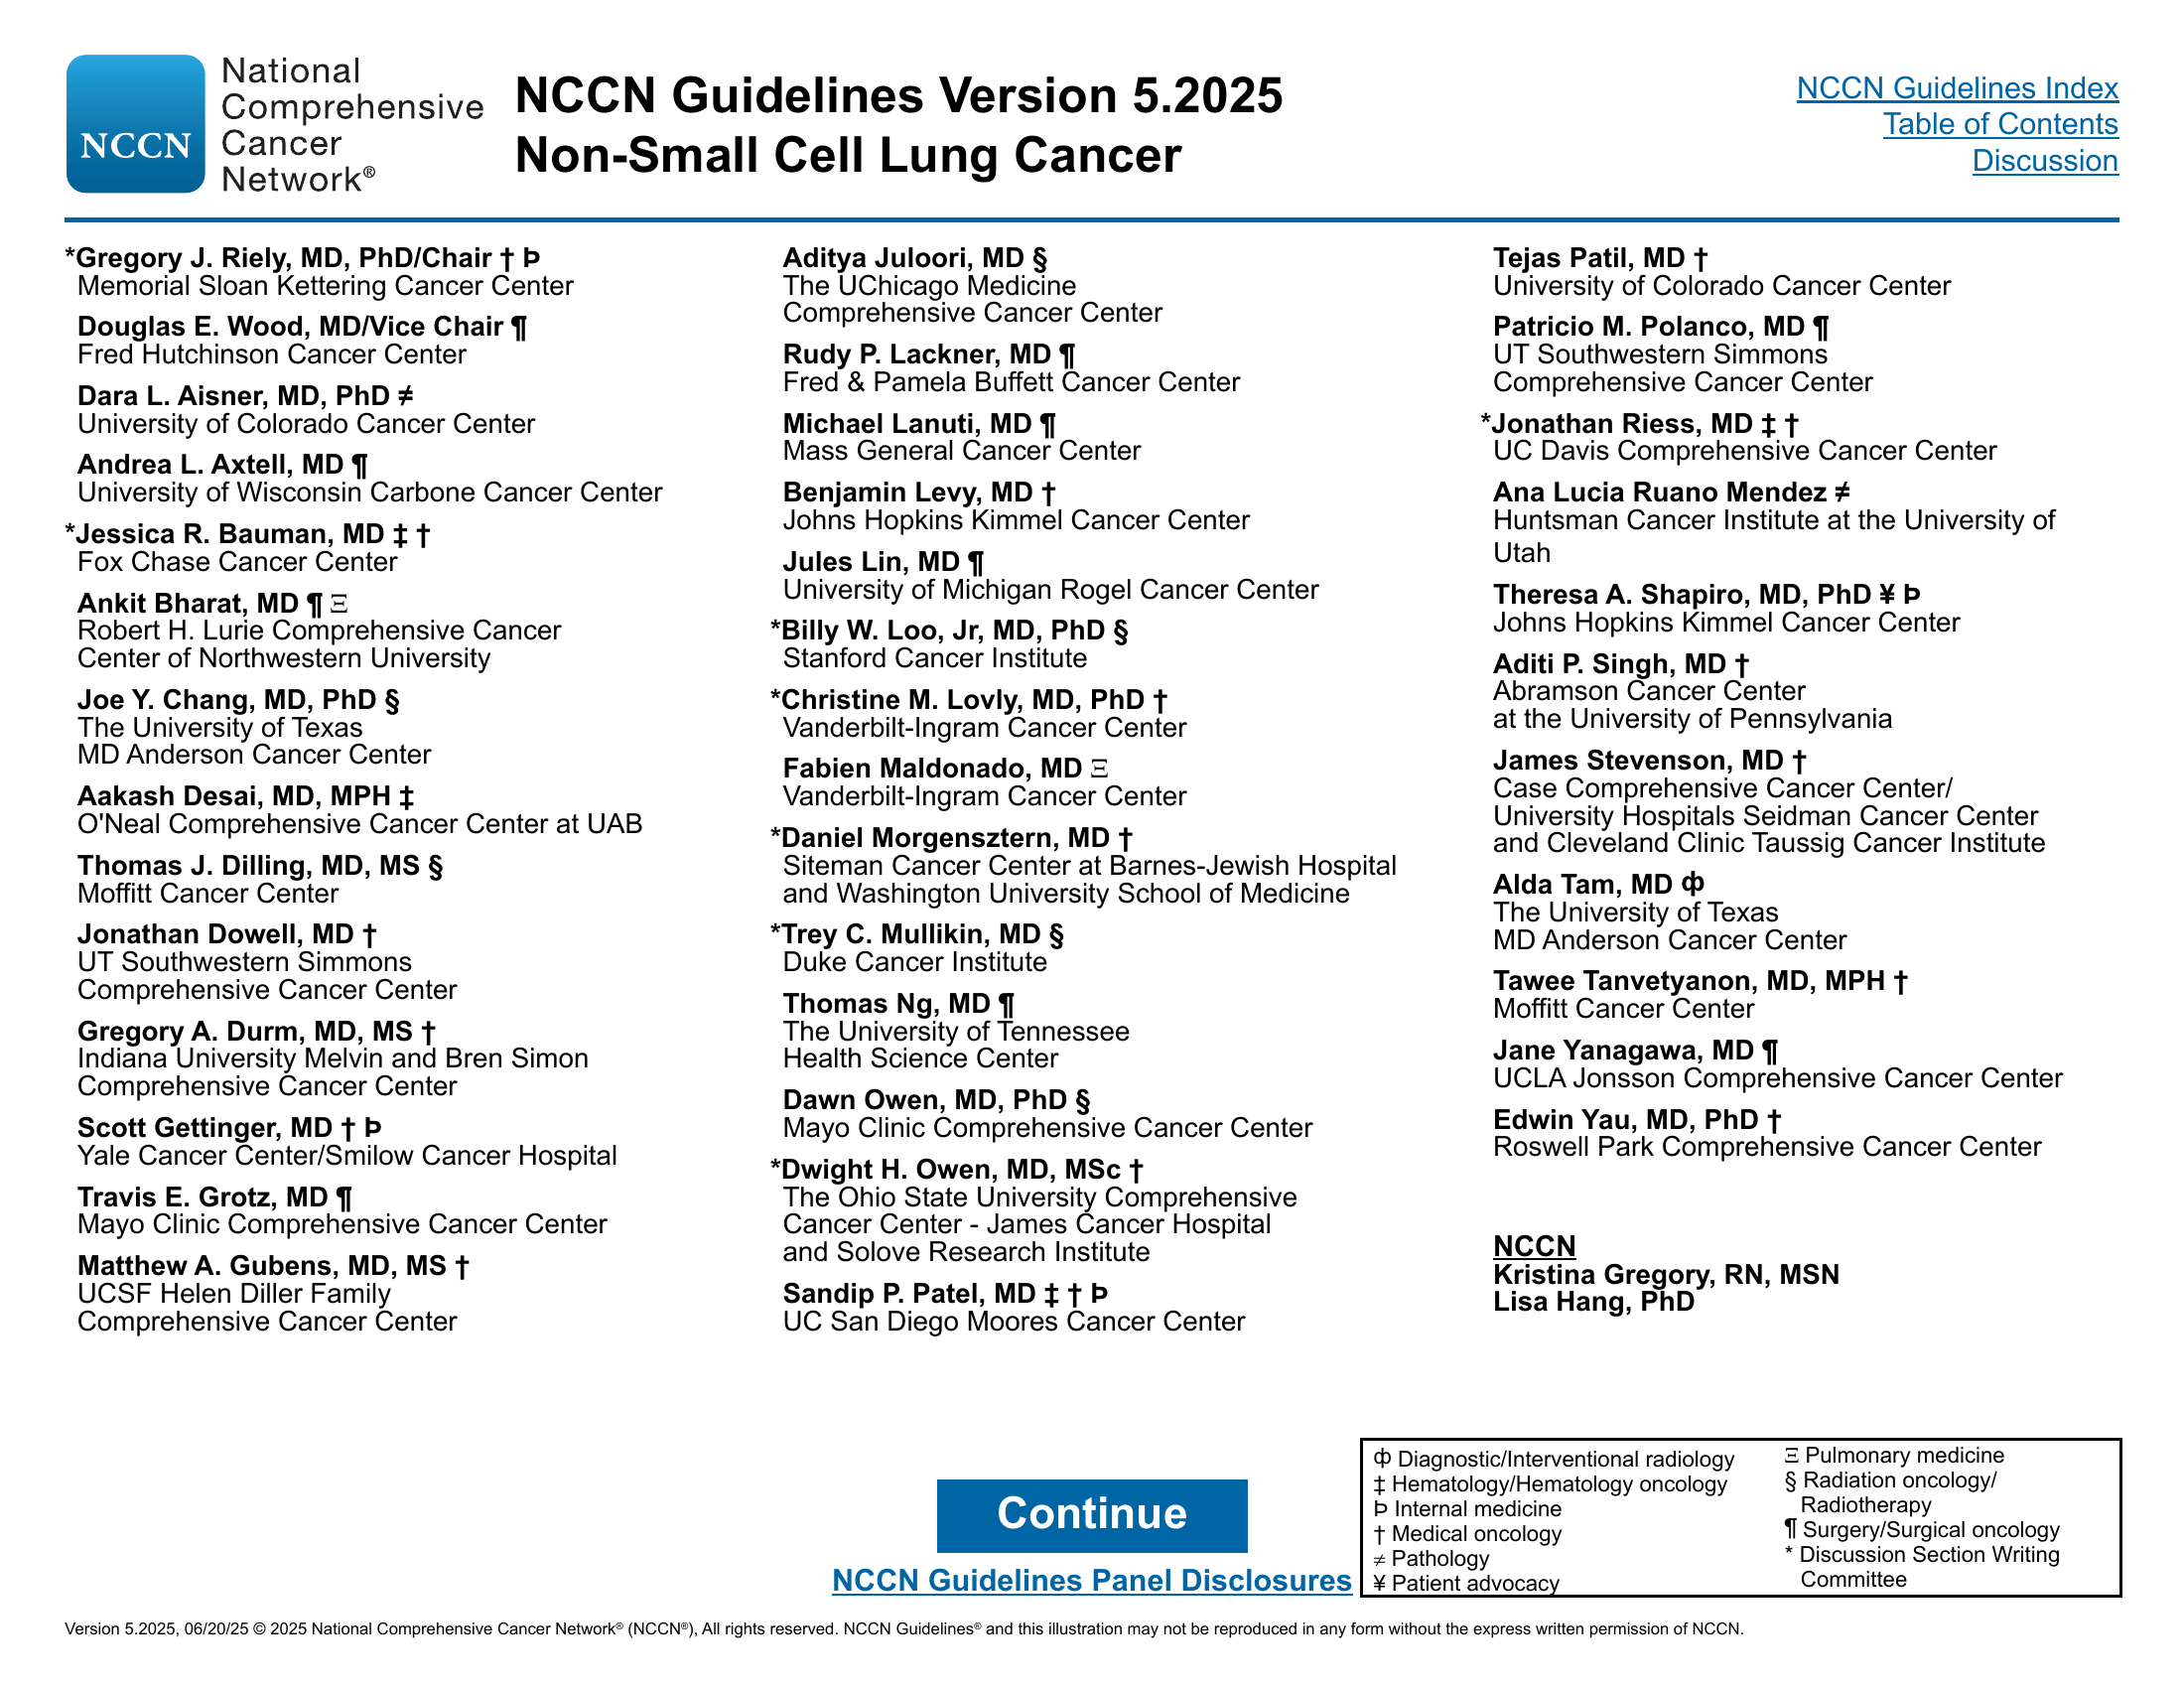 NCCN
National
Comprehensive
Cancer
Network®
NCCN Guidelines Version 5.2025
Non-Small Cell Lung Cancer
NCCN Guidelines Index
Table of Contents
Discussion
*Gregory J. Riely, MD, PhD/Chair † Þ
Memorial Sloan Kettering Cancer Center
Douglas E. Wood, MD/Vice Chair ¶
Fred Hutchinson Cancer Center
Dara L. Aisner, MD, PhD ≠
University of Colorado Cancer Center
Andrea L. Axtell, MD ¶
University of Wisconsin Carbone Cancer Center
*Jessica R. Bauman, MD ‡ †
Fox Chase Cancer Center
Ankit Bharat, MD ¶ Ξ
Robert H. Lurie Comprehensive Cancer
Center of Northwestern University
Joe Y. Chang, MD, PhD §
The University of Texas
MD Anderson Cancer Center
Aakash Desai, MD, MPH ‡
O'Neal Comprehensive Cancer Center at UAB
Thomas J. Dilling, MD, MS §
Moffitt Cancer Center
Jonathan Dowell, MD †
UT Southwestern Simmons
Comprehensive Cancer Center
Gregory A. Durm, MD, MS †
Indiana University Melvin and Bren Simon
Comprehensive Cancer Center
Scott Gettinger, MD † Þ
Yale Cancer Center/Smilow Cancer Hospital
Travis E. Grotz, MD ¶
Mayo Clinic Comprehensive Cancer Center
Matthew A. Gubens, MD, MS †
UCSF Helen Diller Family
Comprehensive Cancer Center
Aditya Juloori, MD §
The UChicago Medicine
Comprehensive Cancer Center
Rudy P. Lackner, MD ¶
Fred & Pamela Buffett Cancer Center
Michael Lanuti, MD ¶
Mass General Cancer Center
Benjamin Levy, MD †
Johns Hopkins Kimmel Cancer Center
Jules Lin, MD ¶
University of Michigan Rogel Cancer Center
*Billy W. Loo, Jr, MD, PhD §
Stanford Cancer Institute
*Christine M. Lovly, MD, PhD †
Vanderbilt-Ingram Cancer Center
Fabien Maldonado, MD Ξ
Vanderbilt-Ingram Cancer Center
*Daniel Morgensztern, MD †
Siteman Cancer Center at Barnes-Jewish Hospital
and Washington University School of Medicine
*Trey C. Mullikin, MD §
Duke Cancer Institute
Thomas Ng, MD ¶
The University of Tennessee
Health Science Center
Dawn Owen, MD, PhD §
Mayo Clinic Comprehensive Cancer Center
*Dwight H. Owen, MD, MSc †
The Ohio State University Comprehensive
Cancer Center - James Cancer Hospital
and Solove Research Institute
Sandip P. Patel, MD ‡ † Þ
UC San Diego Moores Cancer Center
Tejas Patil, MD †
University of Colorado Cancer Center
Patricio M. Polanco, MD ¶
UT Southwestern Simmons
Comprehensive Cancer Center
*Jonathan Riess, MD ‡ †
UC Davis Comprehensive Cancer Center
Ana Lucia Ruano Mendez ≠
Huntsman Cancer Institute at the University of
Utah
Theresa A. Shapiro, MD, PhD ¥ Þ
Johns Hopkins Kimmel Cancer Center
Aditi P. Singh, MD †
Abramson Cancer Center
at the University of Pennsylvania
James Stevenson, MD †
Case Comprehensive Cancer Center/
University Hospitals Seidman Cancer Center
and Cleveland Clinic Taussig Cancer Institute
Alda Tam, MD ф
The University of Texas
MD Anderson Cancer Center
Tawee Tanvetyanon, MD, MPH †
Moffitt Cancer Center
Jane Yanagawa, MD ¶
UCLA Jonsson Comprehensive Cancer Center
Edwin Yau, MD, PhD †
Roswell Park Comprehensive Cancer Center
NCCN
Kristina Gregory, RN, MSN
Lisa Hang, PhD
Continue
NCCN Guidelines Panel Disclosures
ф Diagnostic/Interventional radiology
‡ Hematology/Hematology oncology
Þ Internal medicine
† Medical oncology
≠ Pathology
¥ Patient advocacy
Ξ Pulmonary medicine
§ Radiation oncology/
Radiotherapy
¶ Surgery/Surgical oncology
* Discussion Section Writing
Committee
Version 5.2025, 06/20/25 © 2025 National Comprehensive Cancer Network® (NCCN®), All rights reserved. NCCN Guidelines® and this illustration may not be reproduced in any form without the express written permission of NCCN.